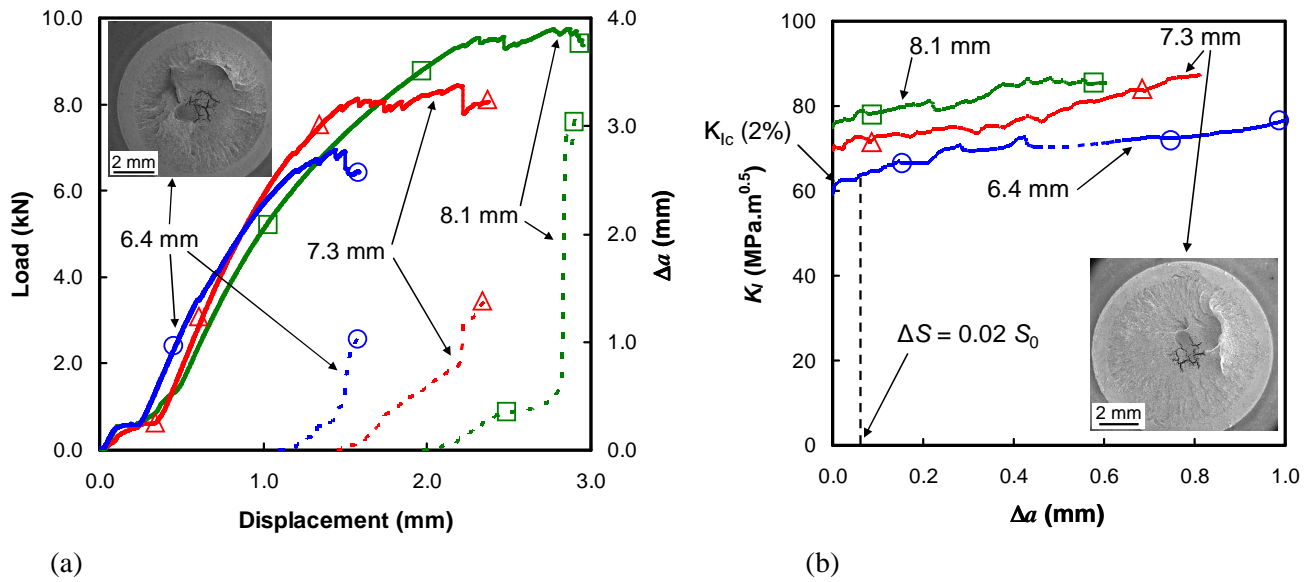 10.0
8.0
6.0
4.0
2.0
0.0
Load (kN)
2 mm
6.4 mm
7.3 mm
8.1 mm
4.0
3.0
2.0
1.0
0.0
Δa (mm)
0.0 1.0 2.0 3.0
Displacement (mm)
(a)
100
80
60
40
20
0
K_I (MPa.m^0.5)
K_Ic (2%)
8.1 mm
7.3 mm
6.4 mm
ΔS = 0.02 S_0
2 mm
0.0 0.2 0.4 0.6 0.8 1.0
Δa (mm)
(b)